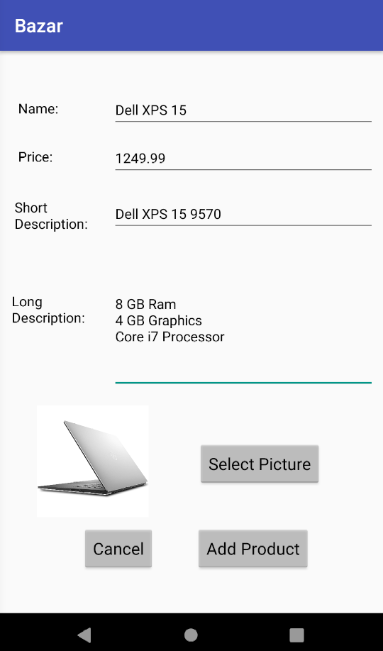 Bazar
Name:
Dell XPS 15
Price:
1249.99
Short
Description:
Dell XPS 15 9570
Long
Description:
8 GB Ram
4 GB Graphics
Core i7 Processor
Select Picture
Cancel
Add Product